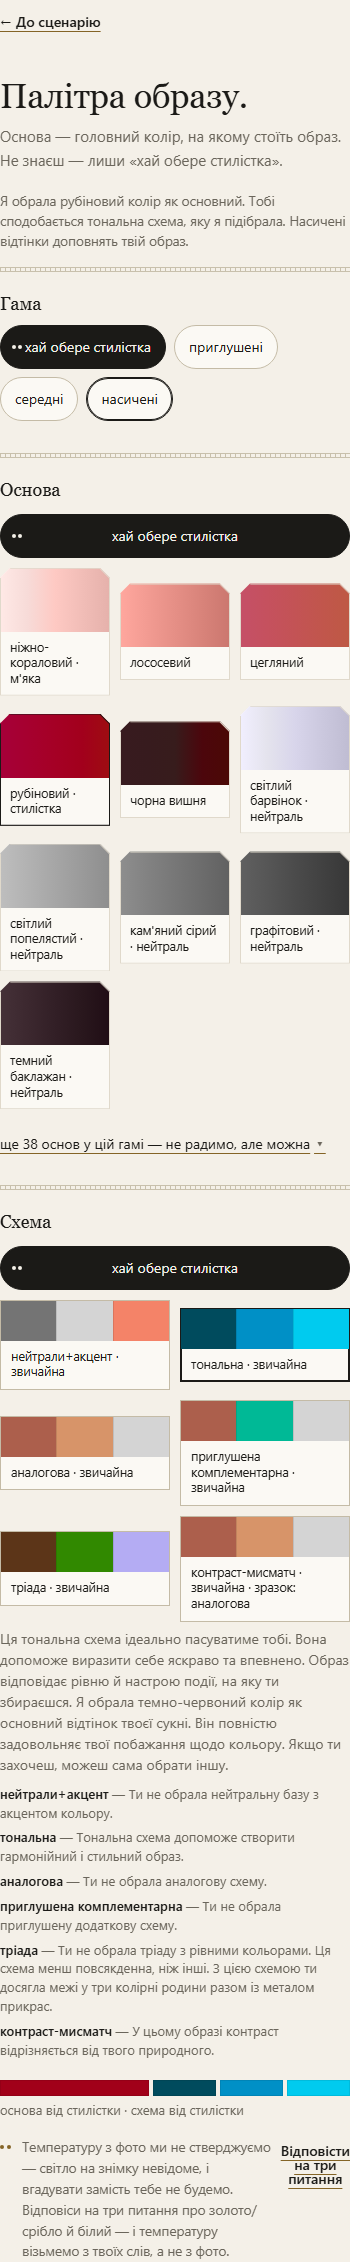 ← До сценарію
Палітра образу.
Основа — головний колір, на якому стоїть образ.
Не знаєш — лиши «хай обере стилістка».
Я обрала рубіновий колір як основний. Тобі
сподобається тональна схема, яку я підібрала. Насичені
відтінки доповнять твій образ.
Гама
•• хай обере стилістка
приглушені
середні
насичені
Основа
•• хай обере стилістка
ніжно-
кораловий ·
м'яка
лососевий
цегляний
рубіновий ·
стилістка
чорна вишня
світлий
барвінок ·
нейтраль
світлий
попелястий ·
нейтраль
кам'яний сірий
· нейтраль
графітовий ·
нейтраль
темний
баклажан ·
нейтраль
ще 38 основ у цій гамі — не радимо, але можна ▾
Схема
•• хай обере стилістка
нейтрали+акцент ·
звичайна
тональна · звичайна
аналогова · звичайна
приглушена
комплементарна ·
звичайна
тріада · звичайна
контраст-мисматч ·
звичайна · зразок:
аналогова
Ця тональна схема ідеально пасуватиме тобі. Вона
допоможе виразити себе яскраво та впевнено. Образ
відповідає рівню й настрою події, на яку ти
збираєшся. Я обрала темно-червоний колір як
основний відтінок твоєї сукні. Він повністю
задовольняє твої побажання щодо кольору. Якщо ти
захочеш, можеш сама обрати іншу.
нейтрали+акцент — Ти не обрала нейтральну базу з
акцентом кольору.
тональна — Тональна схема допоможе створити
гармонійний і стильний образ.
аналогова — Ти не обрала аналогову схему.
приглушена комплементарна — Ти не обрала
приглушену додаткову схему.
тріада — Ти не обрала тріаду з рівними кольорами. Ця
схема менш повсякденна, ніж інші. З цією схемою ти
досягла межі у три колірні родини разом із металом
прикрас.
контраст-мисматч — У цьому образі контраст
відрізняється від твого природного.
основа від стилістки · схема від стилістки
•• Температуру з фото ми не стверджуємо
— світло на знімку невідоме, і
вгадувати замість тебе не будемо.
Відповіси на три питання про золото/
срібло й білий — і температуру
візьмемо з твоїх слів, а не з фото.
Відповісти
на три
питання